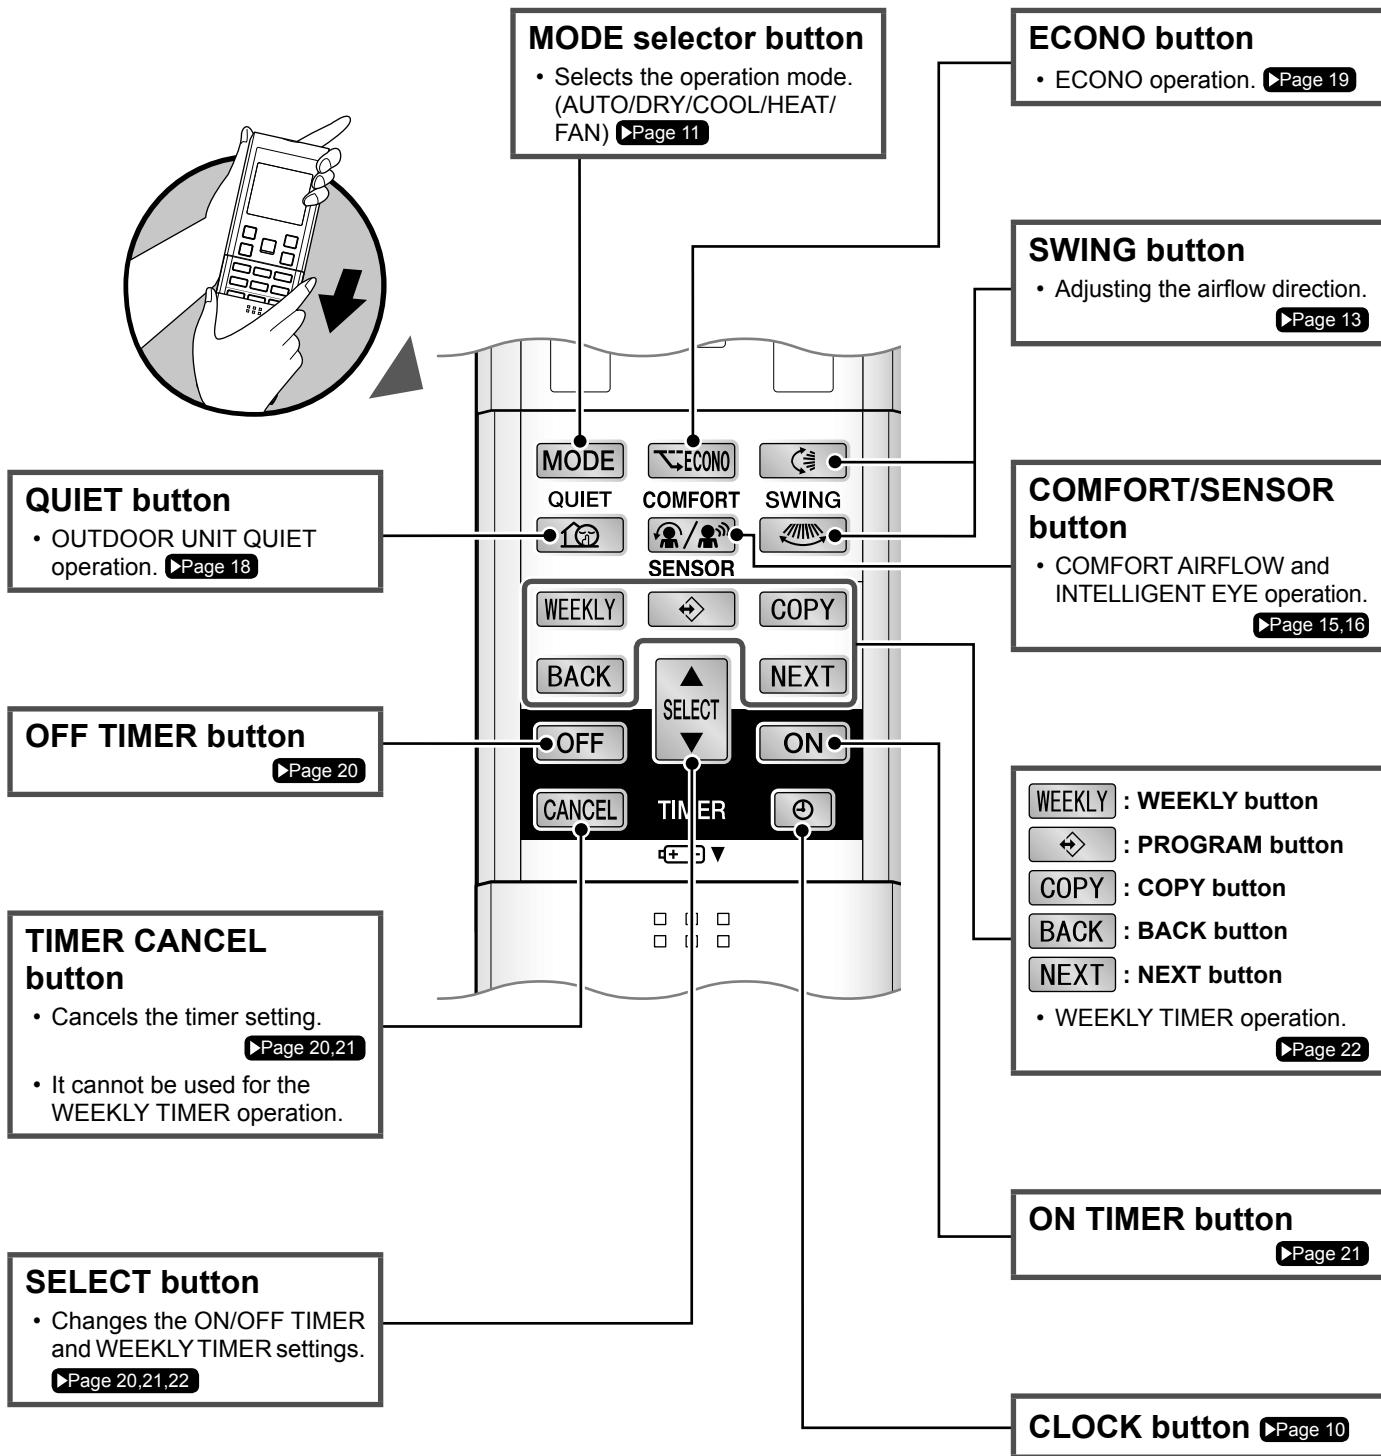 MODE selector button
• Selects the operation mode.
(AUTO/DRY/COOL/HEAT/
FAN) ▶Page 11
ECONO button
• ECONO operation. ▶Page 19
SWING button
• Adjusting the airflow direction.
▶Page 13
COMFORT/SENSOR
button
• COMFORT AIRFLOW and
INTELLIGENT EYE operation.
▶Page 15,16
QUIET button
• OUTDOOR UNIT QUIET
operation. ▶Page 18
OFF TIMER button
▶Page 20
TIMER CANCEL
button
• Cancels the timer setting.
▶Page 20,21
• It cannot be used for the
WEEKLY TIMER operation.
SELECT button
• Changes the ON/OFF TIMER
and WEEKLY TIMER settings.
▶Page 20,21,22
MODE ECONO
QUIET COMFORT SWING
SENSOR
WEEKLY COPY
BACK SELECT NEXT
OFF ON
CANCEL TIMER
WEEKLY : WEEKLY button
: PROGRAM button
COPY : COPY button
BACK : BACK button
NEXT : NEXT button
• WEEKLY TIMER operation.
▶Page 22
ON TIMER button
▶Page 21
CLOCK button ▶Page 10